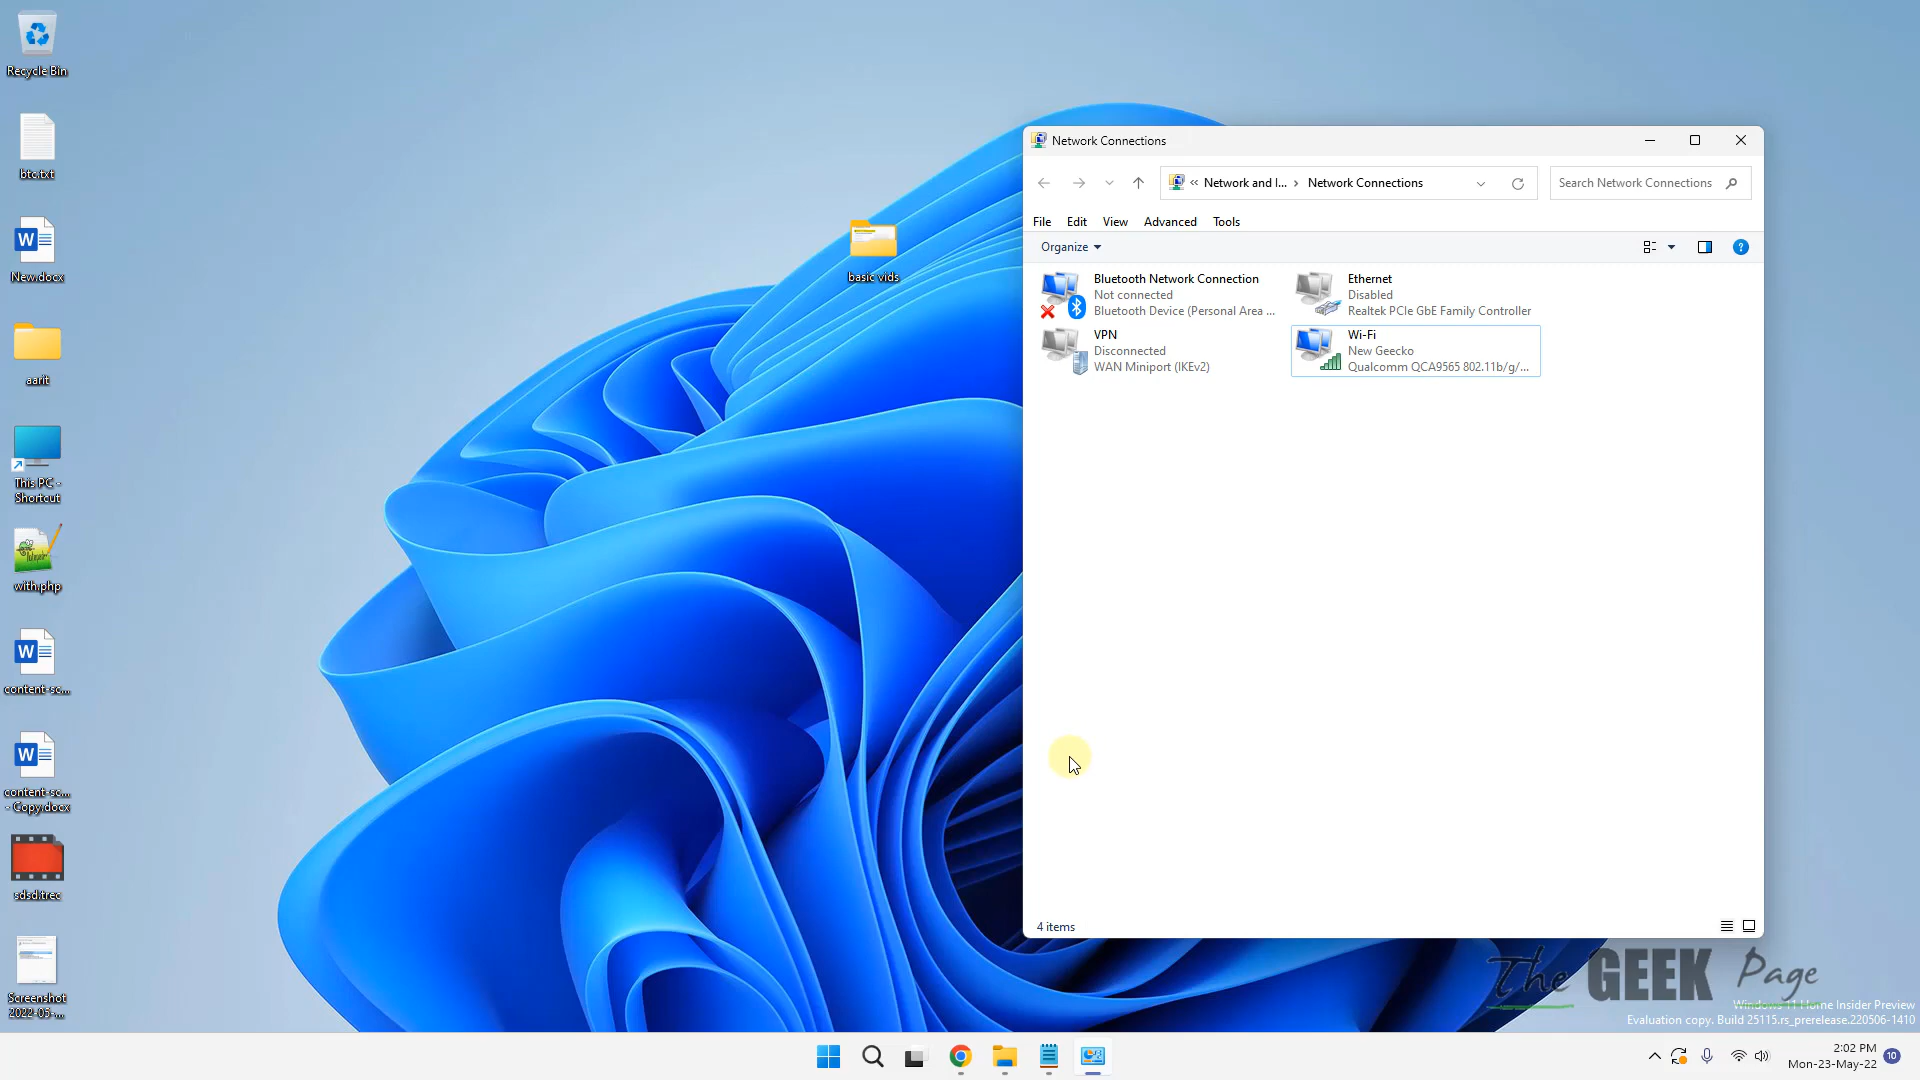 Recycle Bin
btc.txt
New.docx
aarit
This PC -
Shortcut
with.php
content-sc...
content-sc...
- Copy.docx
sdsd.trec
Screenshot
2022-05-...
basic vids
Network Connections
« Network and I... › Network Connections
Search Network Connections
File Edit View Advanced Tools
Organize
Bluetooth Network Connection
Not connected
Bluetooth Device (Personal Area ...
Ethernet
Disabled
Realtek PCIe GbE Family Controller
VPN
Disconnected
WAN Miniport (IKEv2)
Wi-Fi
New Geecko
Qualcomm QCA9565 802.11b/g/...
4 items
The GEEK Page
Windows 11 Home Insider Preview
Evaluation copy. Build 25115.rs_prerelease.220506-1410
2:02 PM
Mon-23-May-22
10